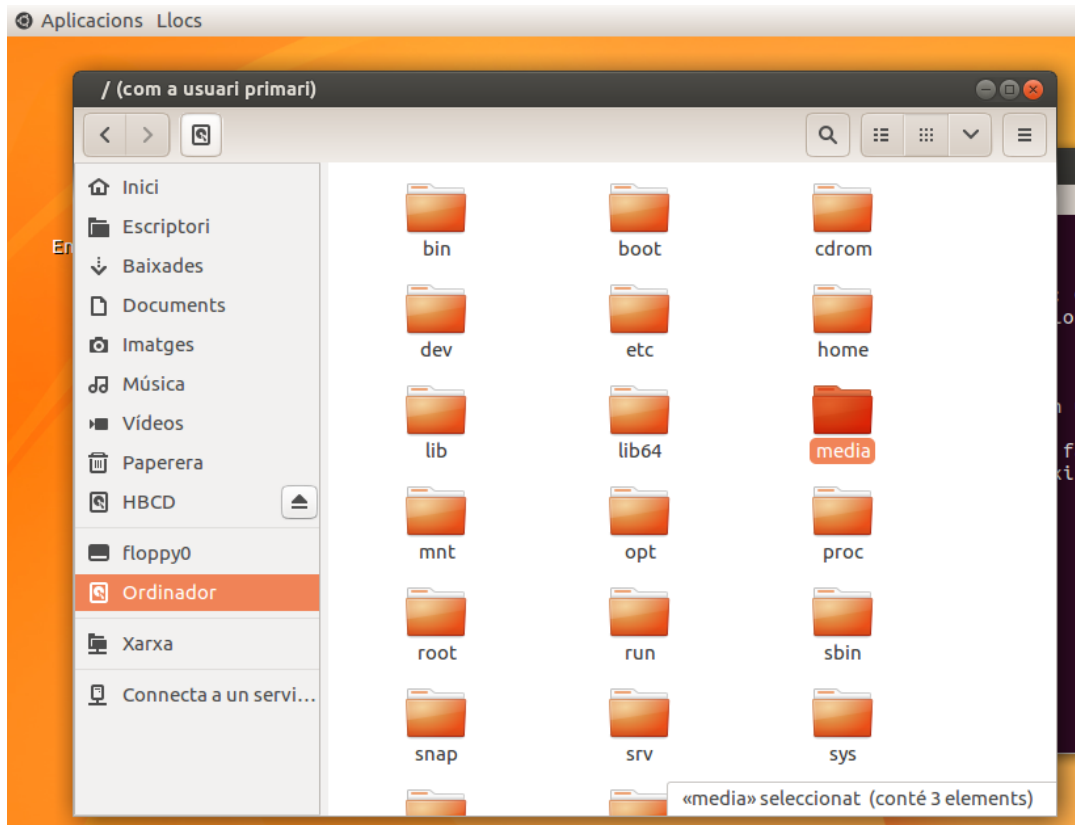 Aplicacions Llocs
/ (com a usuari primari)
Inici
Escriptori
Baixades
Documents
Imatges
Música
Vídeos
Paperera
HBCD
floppy0
Ordinador
Xarxa
Connecta a un servi…
bin boot cdrom
dev etc home
lib lib64 media
mnt opt proc
root run sbin
snap srv sys
«media» seleccionat (conté 3 elements)